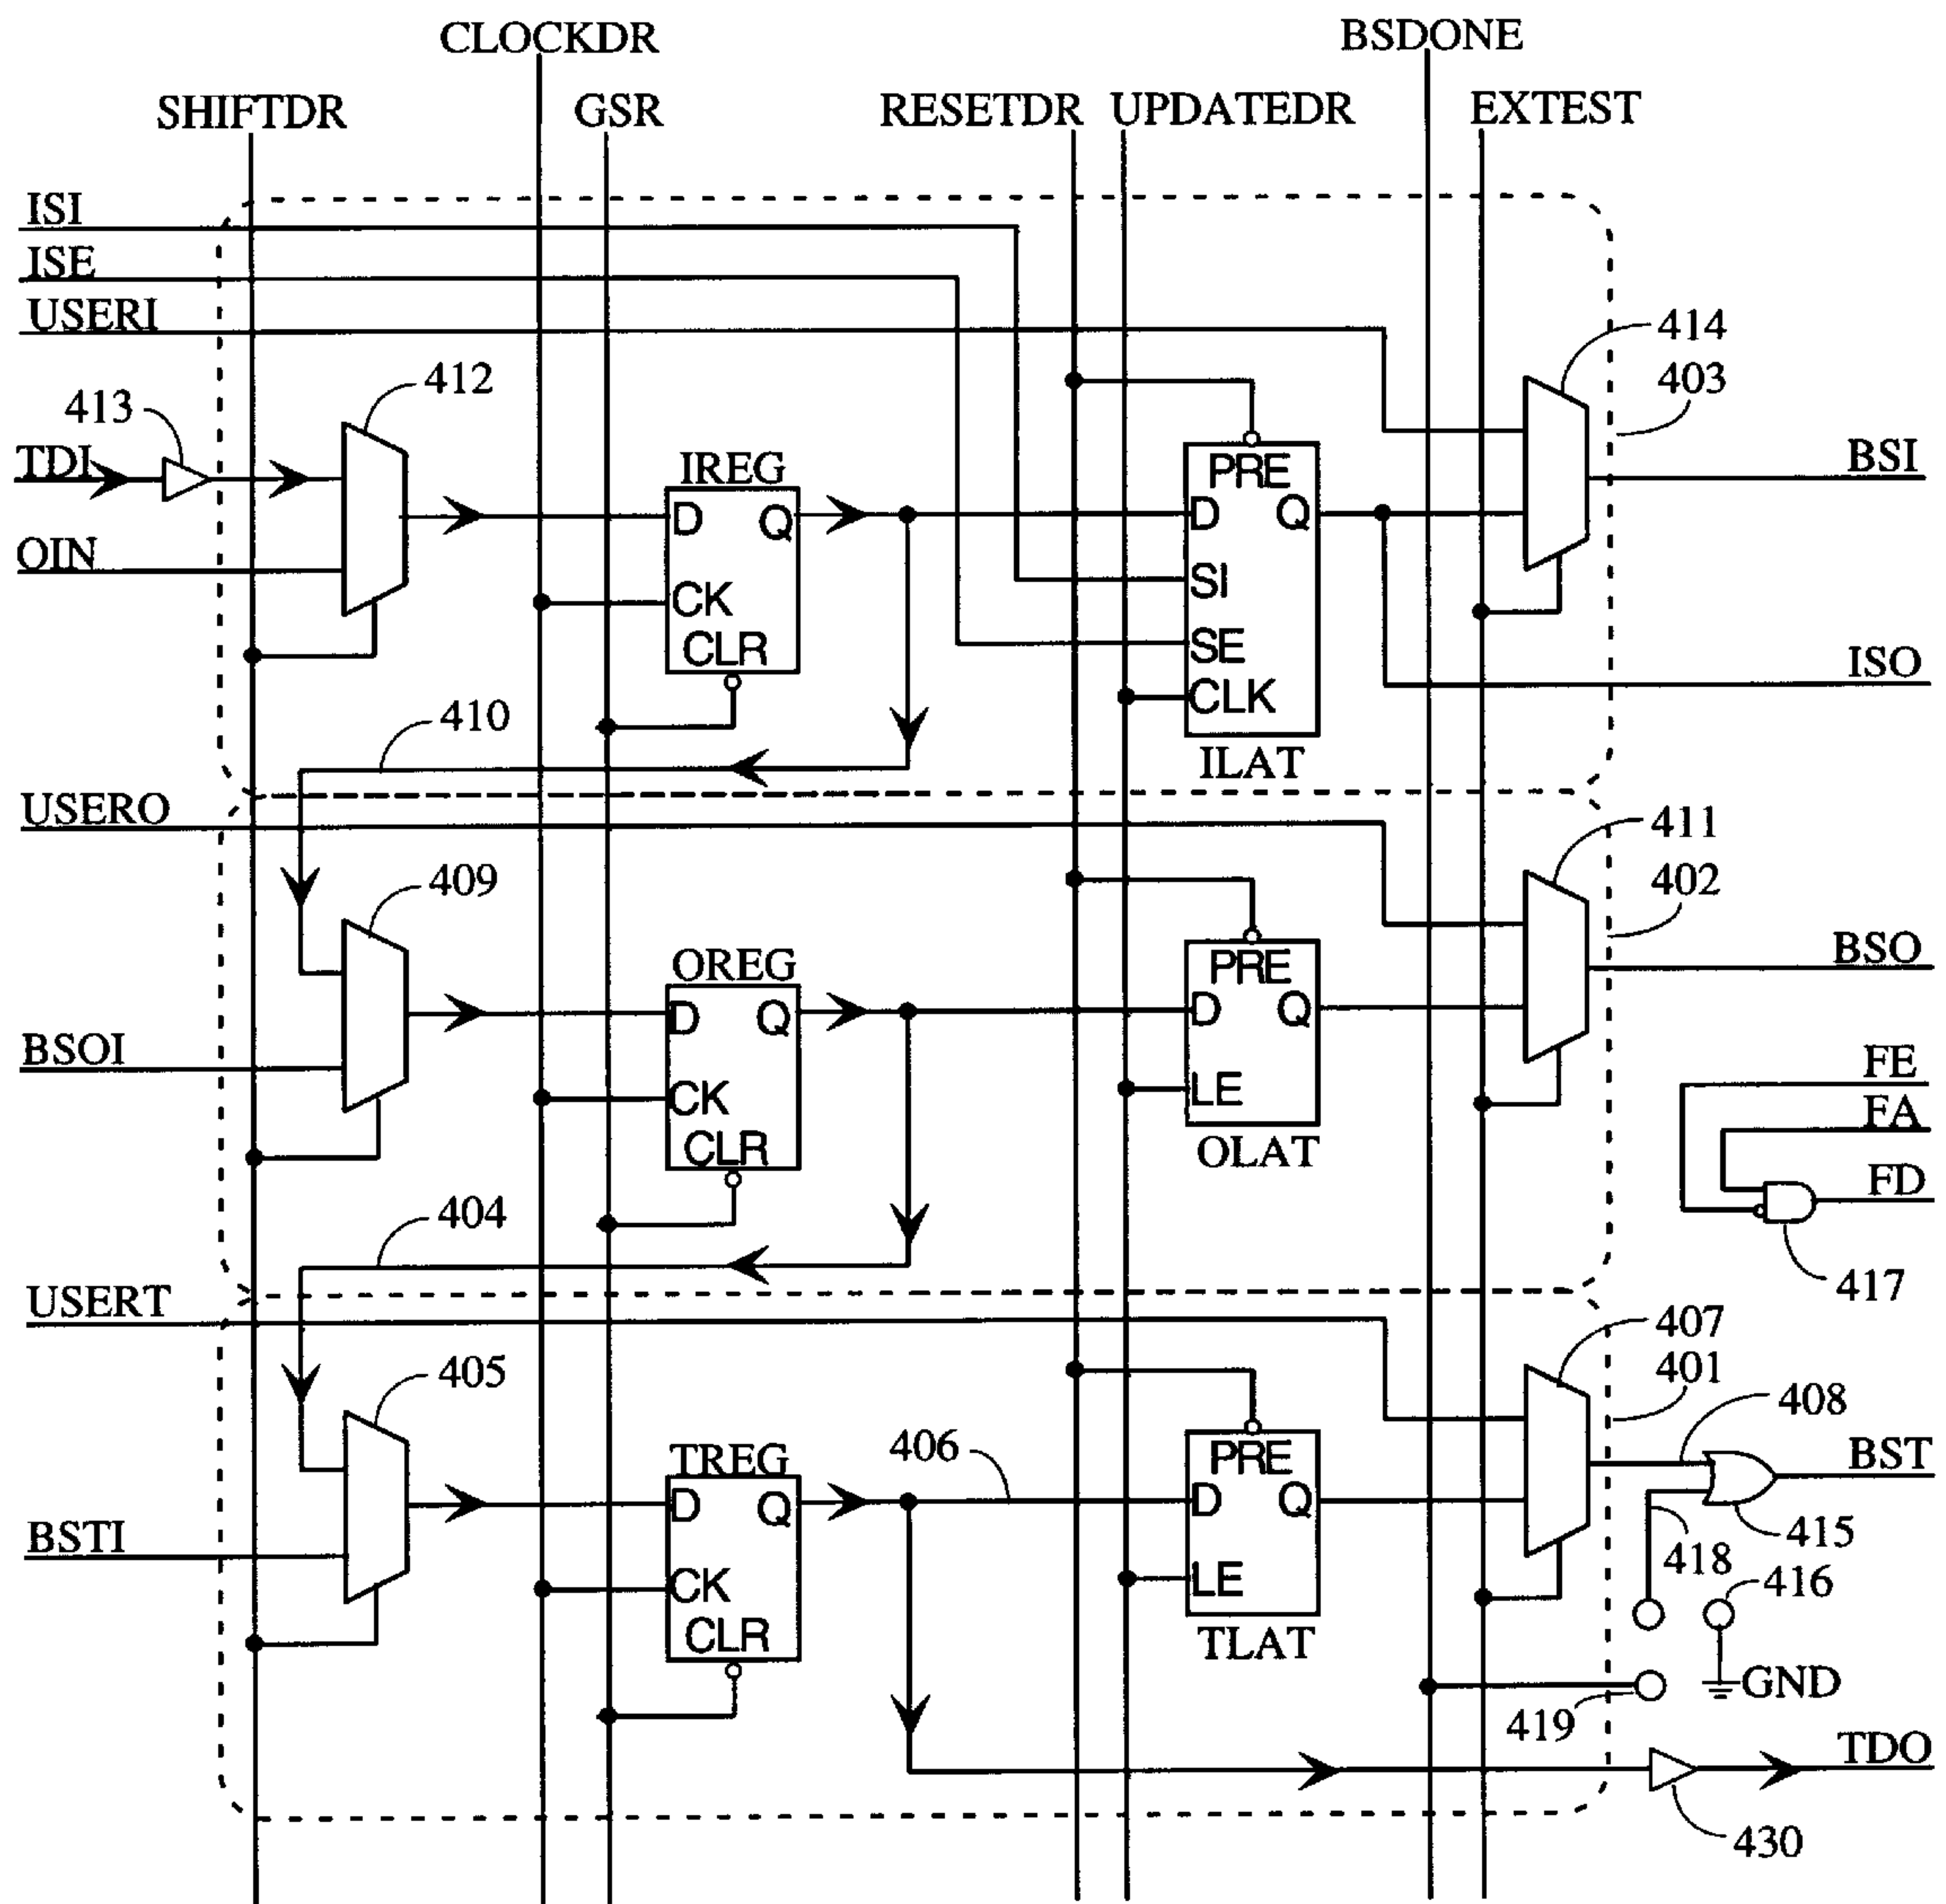 CLOCKDR
BSDONE
SHIFTDR
GSR
RESETDR
UPDATEDR
EXTEST
ISI
ISE
USERI
414
403
412
413
TDI
BSI
IREG
PRE
D
Q
D
Q
OIN
SI
CK
CLR
SE
ISO
CLK
410
ILAT
USERO
411
409
402
OREG
PRE
BSO
D
Q
D
Q
BSOI
FE
CK
LE
FA
CLR
OLAT
FD
404
417
USERT
407
405
401
408
406
TREG
PRE
BST
D
Q
D
Q
BSTI
415
418
CK
LE
416
CLR
TLAT
GND
419
TDO
430